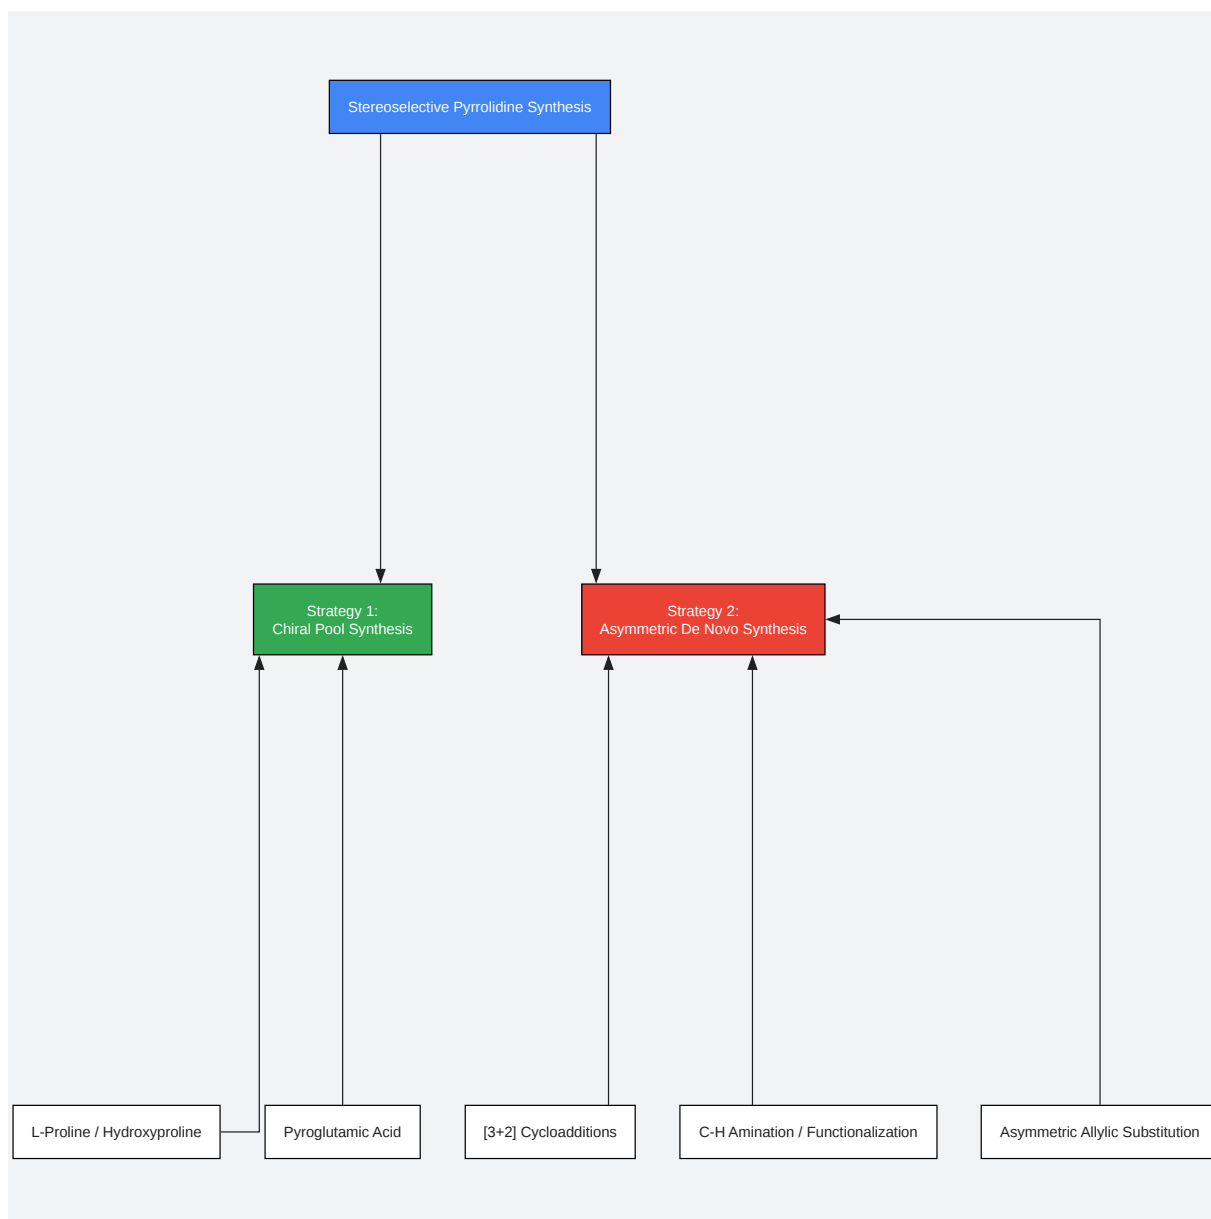 Stereoselective Pyrrolidine Synthesis
Strategy 1:
Chiral Pool Synthesis
Strategy 2:
Asymmetric De Novo Synthesis
L-Proline / Hydroxyproline
Pyroglutamic Acid
[3+2] Cycloadditions
C-H Amination / Functionalization
Asymmetric Allylic Substitution